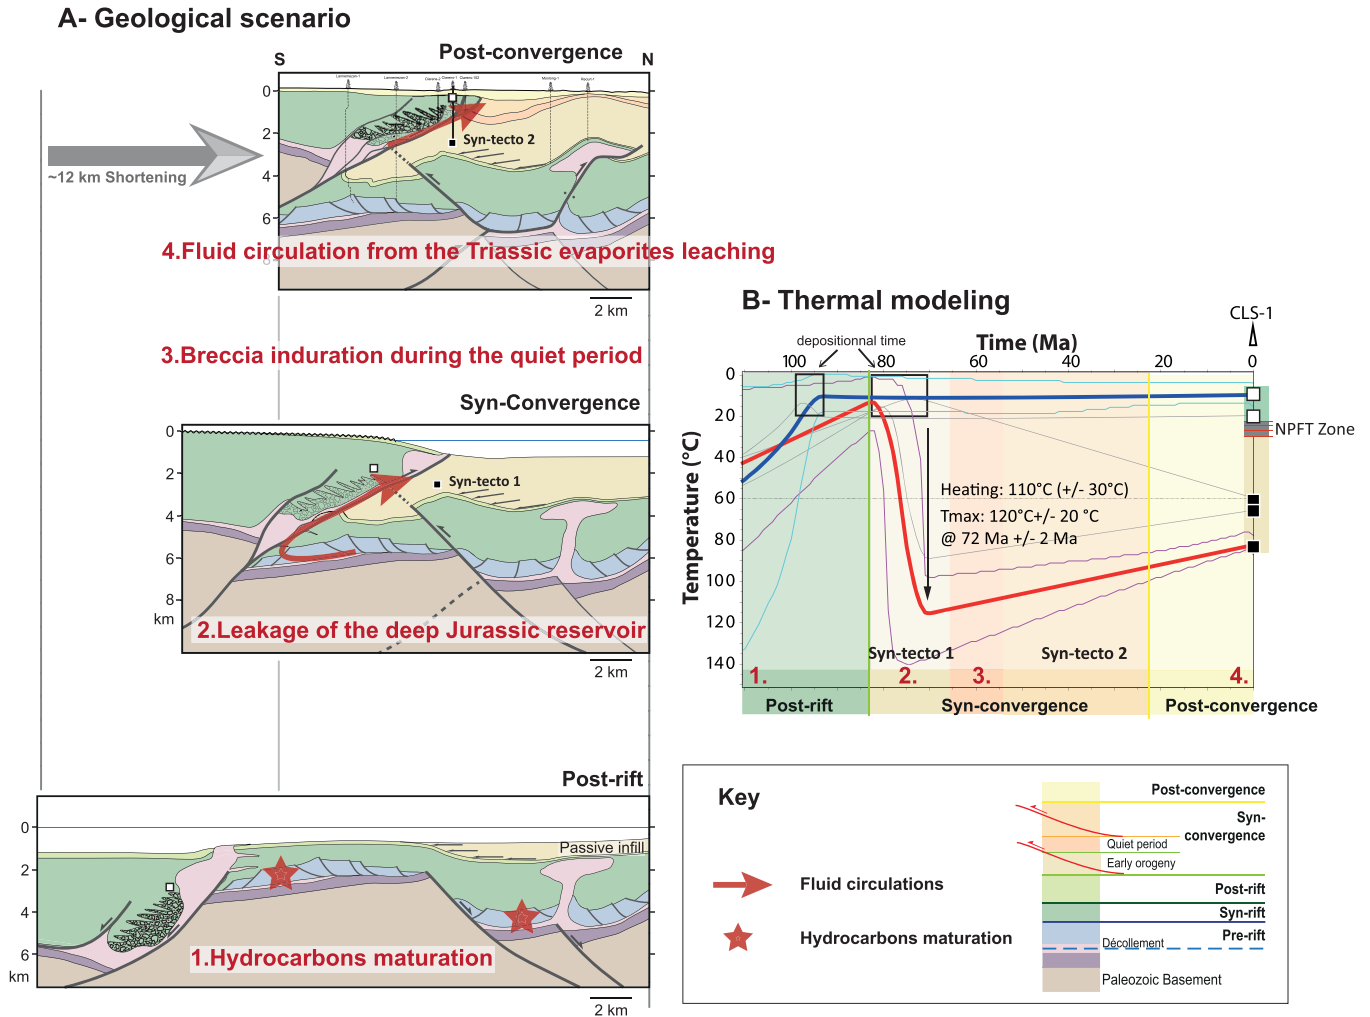 A- Geological scenario
S
Post-convergence
N
Lannemezan-1
Lannemezan-2
Clarens-1
0
2
4
6
Syn-tecto 2
~12 km Shortening
4.Fluid circulation from the Triassic evaporites leaching
2 km
3.Breccia induration during the quiet period
Syn-Convergence
0
2
4
6
8
km
Syn-tecto 1
2.Leakage of the deep Jurassic reservoir
2 km
Post-rift
0
2
4
6
km
Passive infill
1.Hydrocarbons maturation
2 km
B- Thermal modeling
CLS-1
depositionnal time
Time (Ma)
100
80
60
40
20
0
Temperature (°C)
0
20
40
60
80
100
120
140
NPFT Zone
Heating: 110°C (+/- 30°C)
Tmax: 120°C+/- 20 °C
@ 72 Ma +/- 2 Ma
Syn-tecto 1
Syn-tecto 2
1.
2.
3.
4.
Post-rift
Syn-convergence
Post-convergence
Key
Fluid circulations
Hydrocarbons maturation
Post-convergence
Syn-
convergence
Quiet period
Early orogeny
Post-rift
Syn-rift
Pre-rift
Décollement
Paleozoic Basement